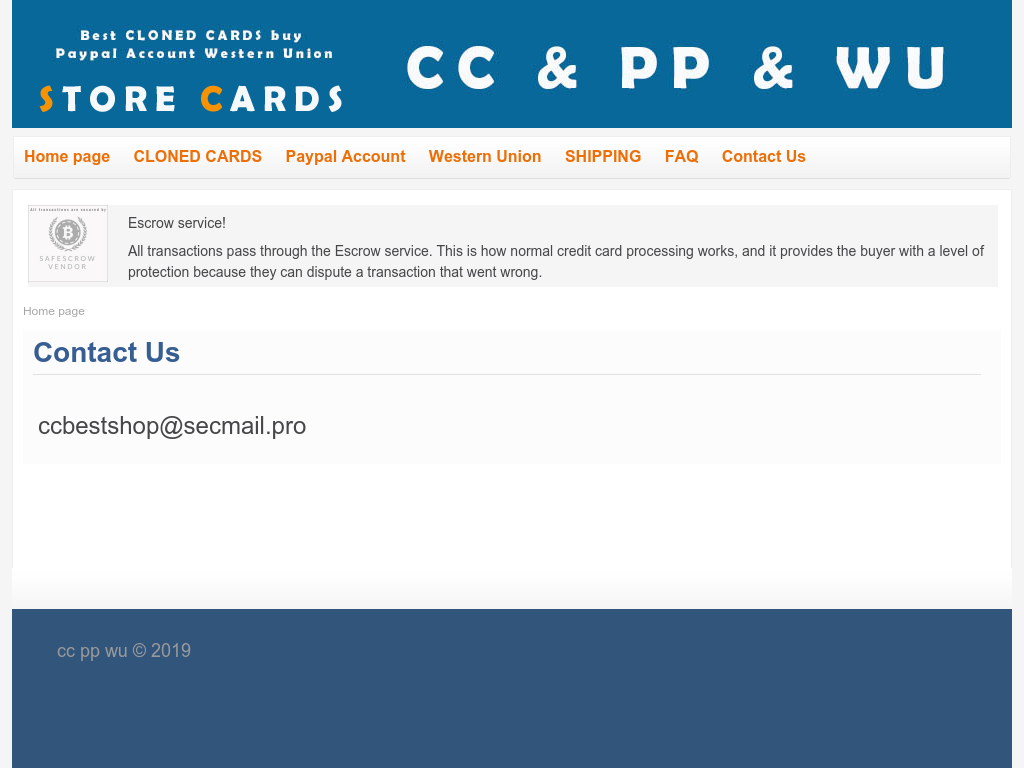 Best CLONED CARDS buy
Paypal Account Western Union
STORE CARDS
CC & PP & WU
Home page CLONED CARDS Paypal Account Western Union SHIPPING FAQ Contact Us
All transactions are secured by
SAFESCROW
VENDOR
Escrow service!
All transactions pass through the Escrow service. This is how normal credit card processing works, and it provides the buyer with a level of
protection because they can dispute a transaction that went wrong.
Home page
Contact Us
ccbestshop@secmail.pro
cc pp wu © 2019